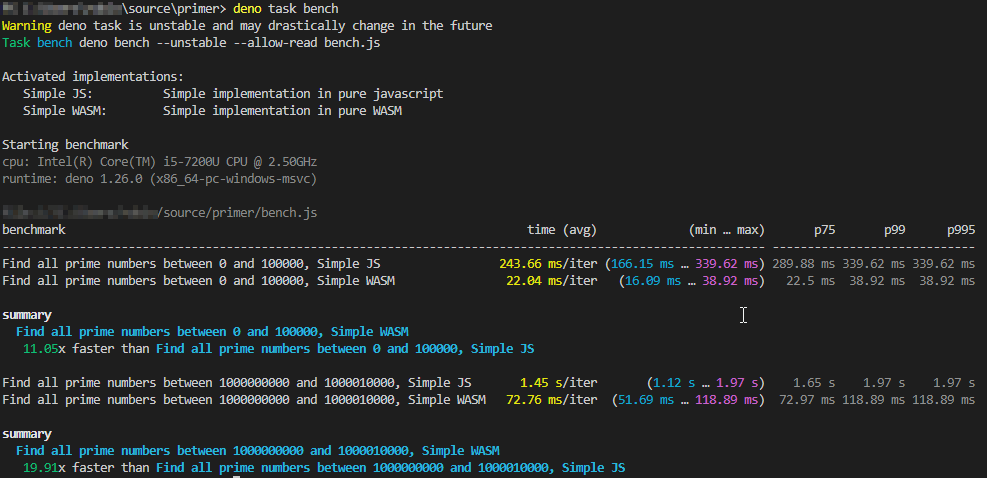 \source\primer> deno task bench
Warning deno task is unstable and may drastically change in the future
Task bench deno bench --unstable --allow-read bench.js
Activated implementations:
Simple JS: Simple implementation in pure javascript
Simple WASM: Simple implementation in pure WASM
Starting benchmark
cpu: Intel(R) Core(TM) i5-7200U CPU @ 2.50GHz
runtime: deno 1.26.0 (x86_64-pc-windows-msvc)
/source/primer/bench.js
benchmark time (avg) (min … max) p75 p99 p995
----------------------------------------------------------------------------------------------------------- -----------------------------
Find all prime numbers between 0 and 100000, Simple JS 243.66 ms/iter (166.15 ms … 339.62 ms) 289.88 ms 339.62 ms 339.62 ms
Find all prime numbers between 0 and 100000, Simple WASM 22.04 ms/iter (16.09 ms … 38.92 ms) 22.5 ms 38.92 ms 38.92 ms
summary
Find all prime numbers between 0 and 100000, Simple WASM
11.05x faster than Find all prime numbers between 0 and 100000, Simple JS
Find all prime numbers between 1000000000 and 1000010000, Simple JS 1.45 s/iter (1.12 s … 1.97 s) 1.65 s 1.97 s 1.97 s
Find all prime numbers between 1000000000 and 1000010000, Simple WASM 72.76 ms/iter (51.69 ms … 118.89 ms) 72.97 ms 118.89 ms 118.89 ms
summary
Find all prime numbers between 1000000000 and 1000010000, Simple WASM
19.91x faster than Find all prime numbers between 1000000000 and 1000010000, Simple JS